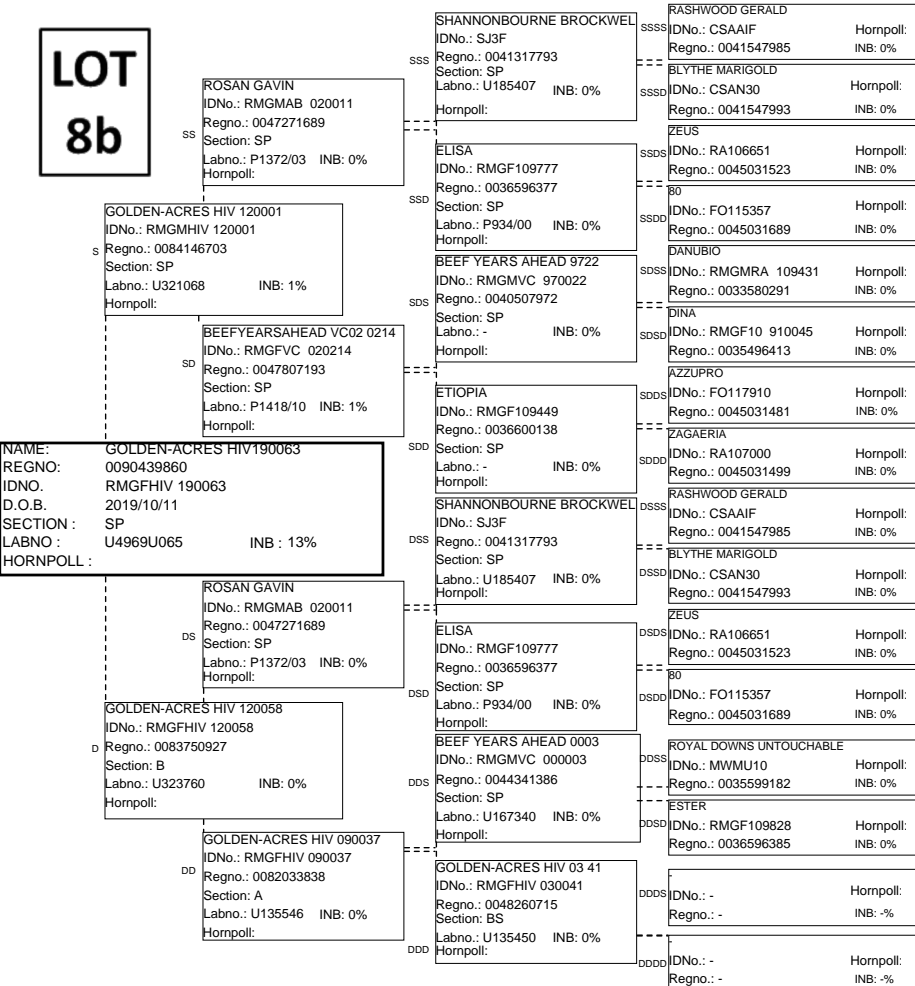 LOT
8b
NAME: GOLDEN-ACRES HIV190063
REGNO: 0090439860
IDNO. RMGFHIV 190063
D.O.B. 2019/10/11
SECTION : SP
LABNO : U4969U065 INB : 13%
HORNPOLL :
S
GOLDEN-ACRES HIV 120001
IDNo.: RMGMHIV 120001
Regno.: 0084146703
Section: SP
Labno.: U321068 INB: 1%
Hornpoll:
D
GOLDEN-ACRES HIV 120058
IDNo.: RMGFHIV 120058
Regno.: 0083750927
Section: B
Labno.: U323760 INB: 0%
Hornpoll:
SS
ROSAN GAVIN
IDNo.: RMGMAB 020011
Regno.: 0047271689
Section: SP
Labno.: P1372/03 INB: 0%
Hornpoll:
SD
BEEFYEARSAHEAD VC02 0214
IDNo.: RMGFVC 020214
Regno.: 0047807193
Section: SP
Labno.: P1418/10 INB: 1%
Hornpoll:
DS
ROSAN GAVIN
IDNo.: RMGMAB 020011
Regno.: 0047271689
Section: SP
Labno.: P1372/03 INB: 0%
Hornpoll:
DD
GOLDEN-ACRES HIV 090037
IDNo.: RMGFHIV 090037
Regno.: 0082033838
Section: A
Labno.: U135546 INB: 0%
Hornpoll:
SSS
SHANNONBOURNE BROCKWEL
IDNo.: SJ3F
Regno.: 0041317793
Section: SP
Labno.: U185407 INB: 0%
Hornpoll:
SSD
ELISA
IDNo.: RMGF109777
Regno.: 0036596377
Section: SP
Labno.: P934/00 INB: 0%
Hornpoll:
SDS
BEEF YEARS AHEAD 9722
IDNo.: RMGMVC 970022
Regno.: 0040507972
Section: SP
Labno.: - INB: 0%
Hornpoll:
SDD
ETIOPIA
IDNo.: RMGF109449
Regno.: 0036600138
Section: SP
Labno.: - INB: 0%
Hornpoll:
DSS
SHANNONBOURNE BROCKWEL
IDNo.: SJ3F
Regno.: 0041317793
Section: SP
Labno.: U185407 INB: 0%
Hornpoll:
DSD
ELISA
IDNo.: RMGF109777
Regno.: 0036596377
Section: SP
Labno.: P934/00 INB: 0%
Hornpoll:
DDS
BEEF YEARS AHEAD 0003
IDNo.: RMGMVC 000003
Regno.: 0044341386
Section: SP
Labno.: U167340 INB: 0%
Hornpoll:
DDD
GOLDEN-ACRES HIV 03 41
IDNo.: RMGFHIV 030041
Regno.: 0048260715
Section: BS
Labno.: U135450 INB: 0%
Hornpoll:
SSSS
RASHWOOD GERALD
IDNo.: CSAAIF Hornpoll:
Regno.: 0041547985 INB: 0%
SSSD
BLYTHE MARIGOLD
IDNo.: CSAN30 Hornpoll:
Regno.: 0041547993 INB: 0%
SSDS
ZEUS
IDNo.: RA106651 Hornpoll:
Regno.: 0045031523 INB: 0%
SSDD
80
IDNo.: FO115357 Hornpoll:
Regno.: 0045031689 INB: 0%
SDSS
DANUBIO
IDNo.: RMGMRA 109431 Hornpoll:
Regno.: 0033580291 INB: 0%
SDSD
DINA
IDNo.: RMGF10 910045 Hornpoll:
Regno.: 0035496413 INB: 0%
SDDS
AZZUPRO
IDNo.: FO117910 Hornpoll:
Regno.: 0045031481 INB: 0%
SDDD
ZAGAERIA
IDNo.: RA107000 Hornpoll:
Regno.: 0045031499 INB: 0%
DSSS
RASHWOOD GERALD
IDNo.: CSAAIF Hornpoll:
Regno.: 0041547985 INB: 0%
DSSD
BLYTHE MARIGOLD
IDNo.: CSAN30 Hornpoll:
Regno.: 0041547993 INB: 0%
DSDS
ZEUS
IDNo.: RA106651 Hornpoll:
Regno.: 0045031523 INB: 0%
DSDD
80
IDNo.: FO115357 Hornpoll:
Regno.: 0045031689 INB: 0%
DDSS
ROYAL DOWNS UNTOUCHABLE
IDNo.: MWMU10 Hornpoll:
Regno.: 0035599182 INB: 0%
DDSD
ESTER
IDNo.: RMGF109828 Hornpoll:
Regno.: 0036596385 INB: 0%
DDDS
-
IDNo.: - Hornpoll:
Regno.: - INB: -%
DDDD
-
IDNo.: - Hornpoll:
Regno.: - INB: -%